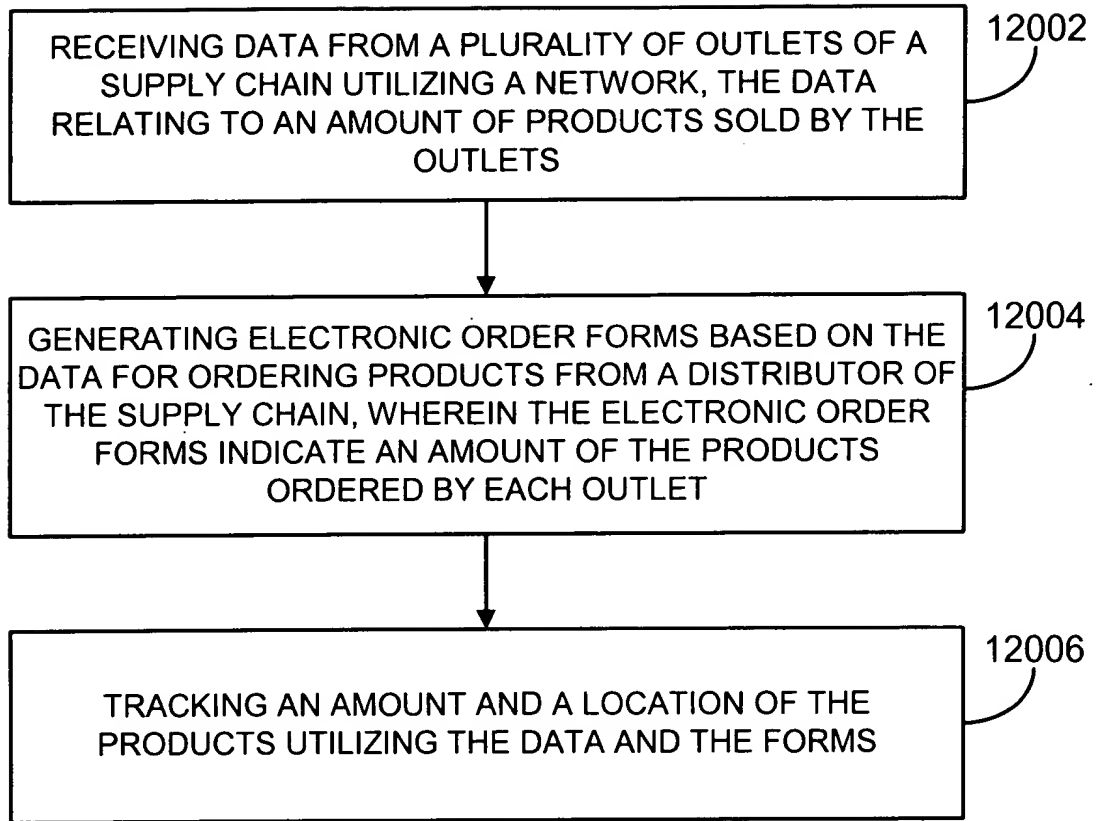 RECEIVING DATA FROM A PLURALITY OF OUTLETS OF A
SUPPLY CHAIN UTILIZING A NETWORK, THE DATA
RELATING TO AN AMOUNT OF PRODUCTS SOLD BY THE
OUTLETS
12002
GENERATING ELECTRONIC ORDER FORMS BASED ON THE
DATA FOR ORDERING PRODUCTS FROM A DISTRIBUTOR OF
THE SUPPLY CHAIN, WHEREIN THE ELECTRONIC ORDER
FORMS INDICATE AN AMOUNT OF THE PRODUCTS
ORDERED BY EACH OUTLET
12004
TRACKING AN AMOUNT AND A LOCATION OF THE
PRODUCTS UTILIZING THE DATA AND THE FORMS
12006